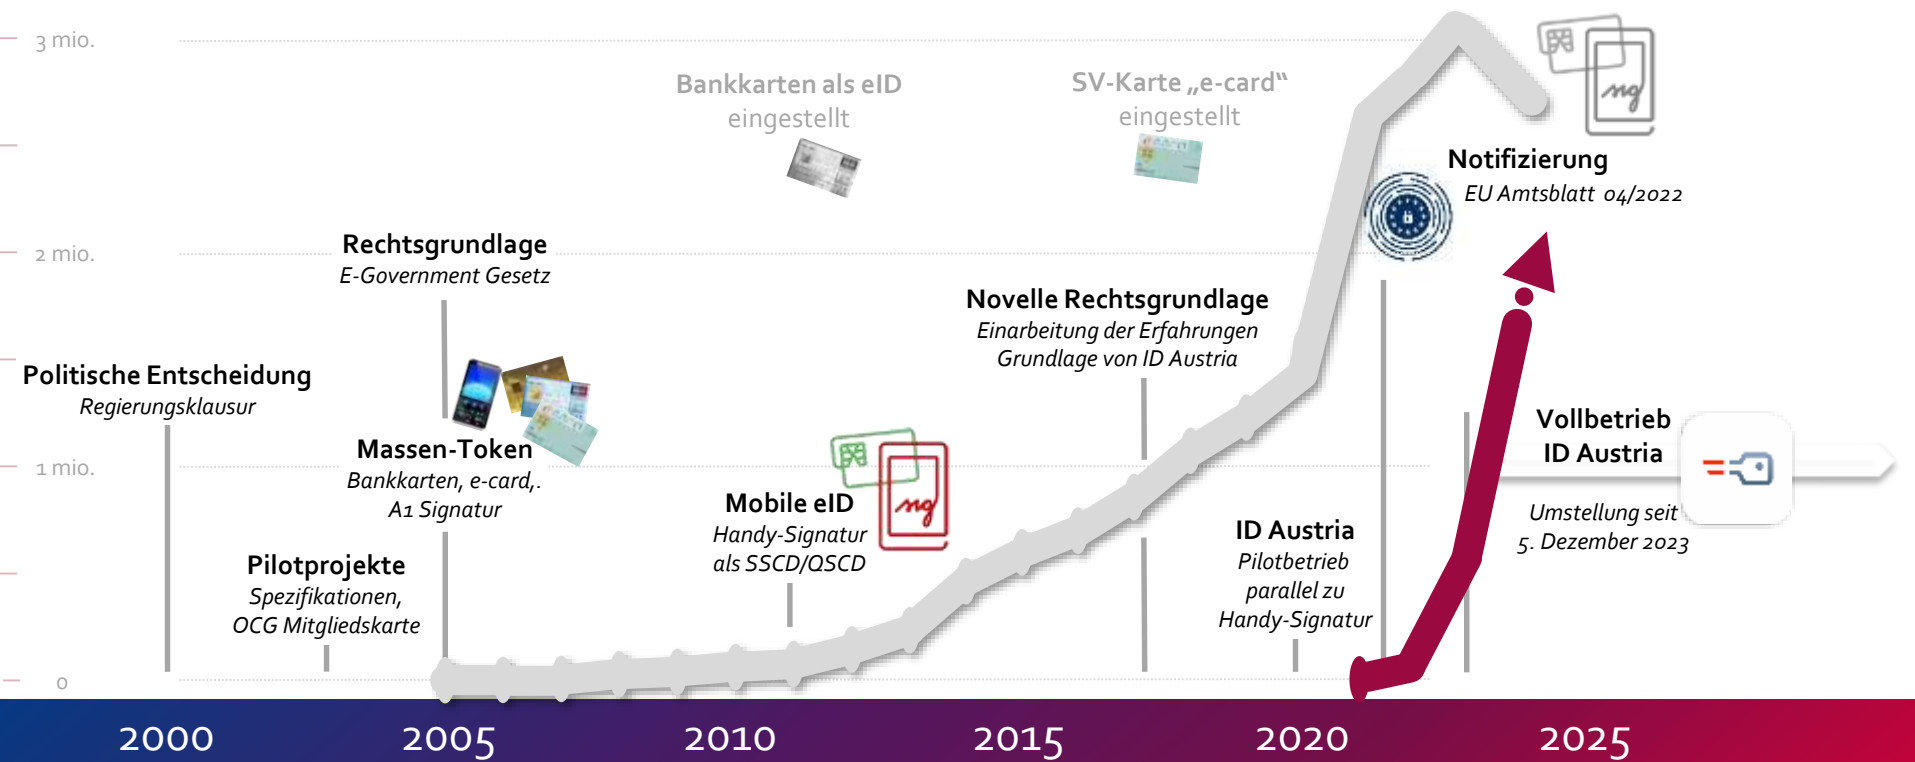 3 mio.
Bankkarten als eID
eingestellt
SV-Karte „e-card“
eingestellt
Notifizierung
EU Amtsblatt 04/2022
2 mio.
Rechtsgrundlage
E-Government Gesetz
Novelle Rechtsgrundlage
Einarbeitung der Erfahrungen
Grundlage von ID Austria
Politische Entscheidung
Regierungsklausur
Massen-Token
Bankkarten, e-card,.
A1 Signatur
1 mio.
Vollbetrieb
ID Austria
Umstellung seit
5. Dezember 2023
Mobile eID
Handy-Signatur
als SSCD/QSCD
ID Austria
Pilotbetrieb
parallel zu
Handy-Signatur
Pilotprojekte
Spezifikationen,
OCG Mitgliedskarte
0
2000
2005
2010
2015
2020
2025